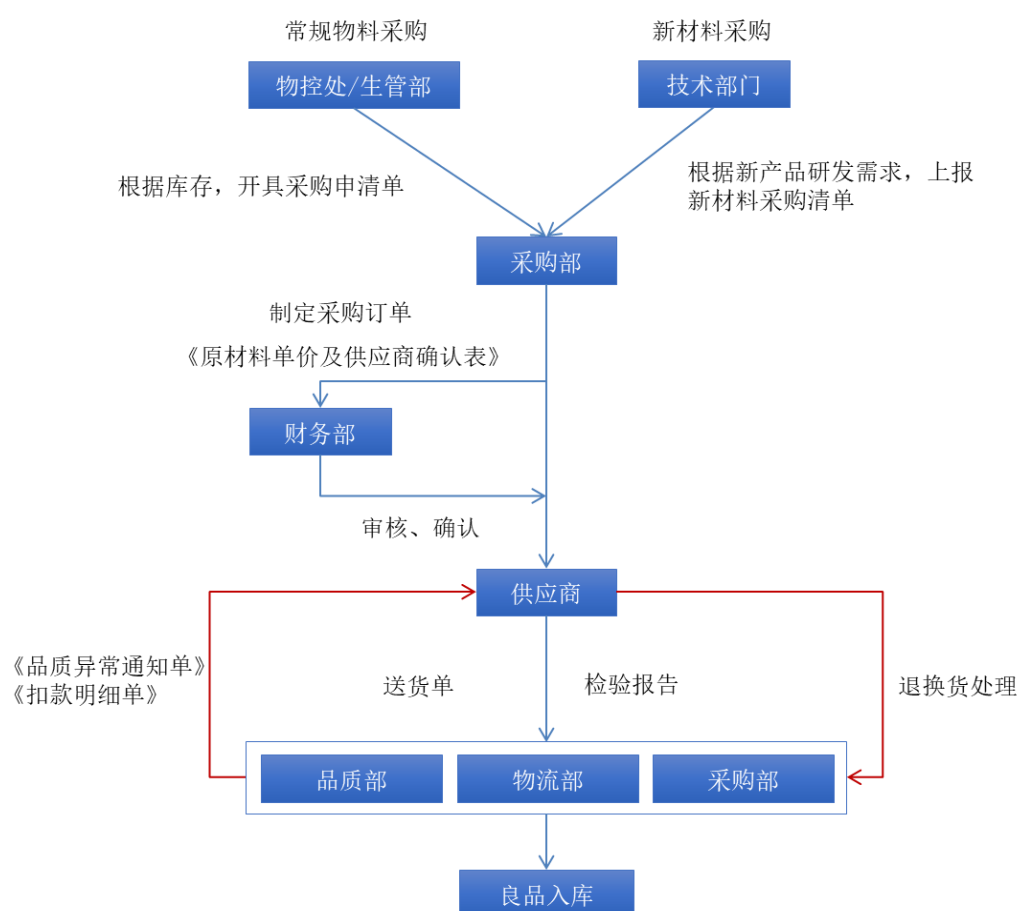 常规物料采购
新材料采购
物控处/生管部
技术部门
根据库存，开具采购申清单
根据新产品研发需求，上报
新材料采购清单
采购部
制定采购订单
《原材料单价及供应商确认表》
财务部
审核、确认
供应商
《品质异常通知单》
《扣款明细单》
送货单
检验报告
退换货处理
品质部
物流部
采购部
良品入库